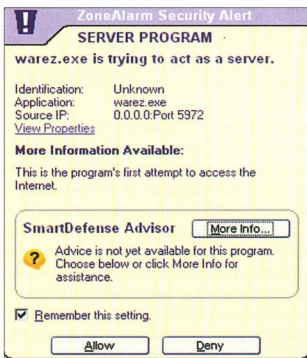 ZoneAlarm Security Alert
SERVER PROGRAM
warez.exe is trying to act as a server.
Identification: Unknown
Application: warez.exe
Source IP: 0.0.0.0:Port 5972
View Properties
More Information Available:
This is the program's first attempt to access the
Internet.
SmartDefense Advisor More Info...
Advice is not yet available for this program.
Choose below or click More Info for
assistance.
Remember this setting.
Allow Deny